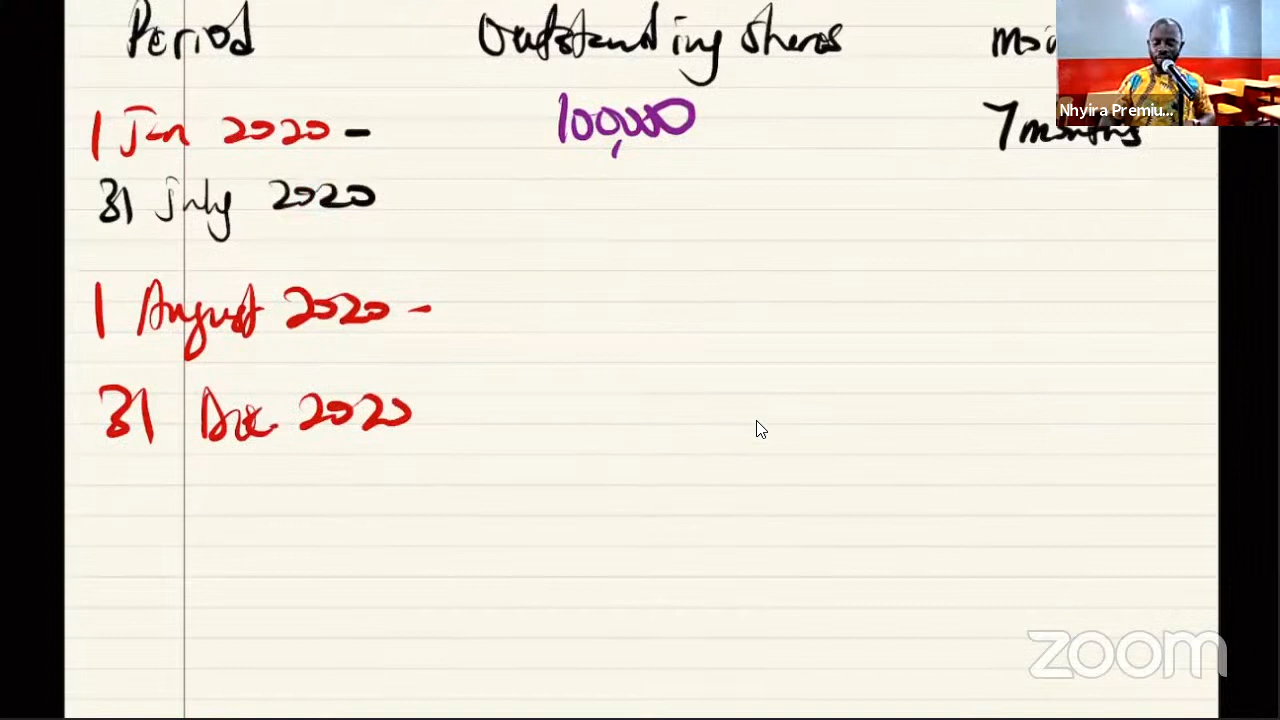 Period Outstanding Shares
Nhyira Premiu...
1 Jan 2020 - 100,000 7 months
31 July 2020
1 August 2020 -
31 Dec 2020
zoom